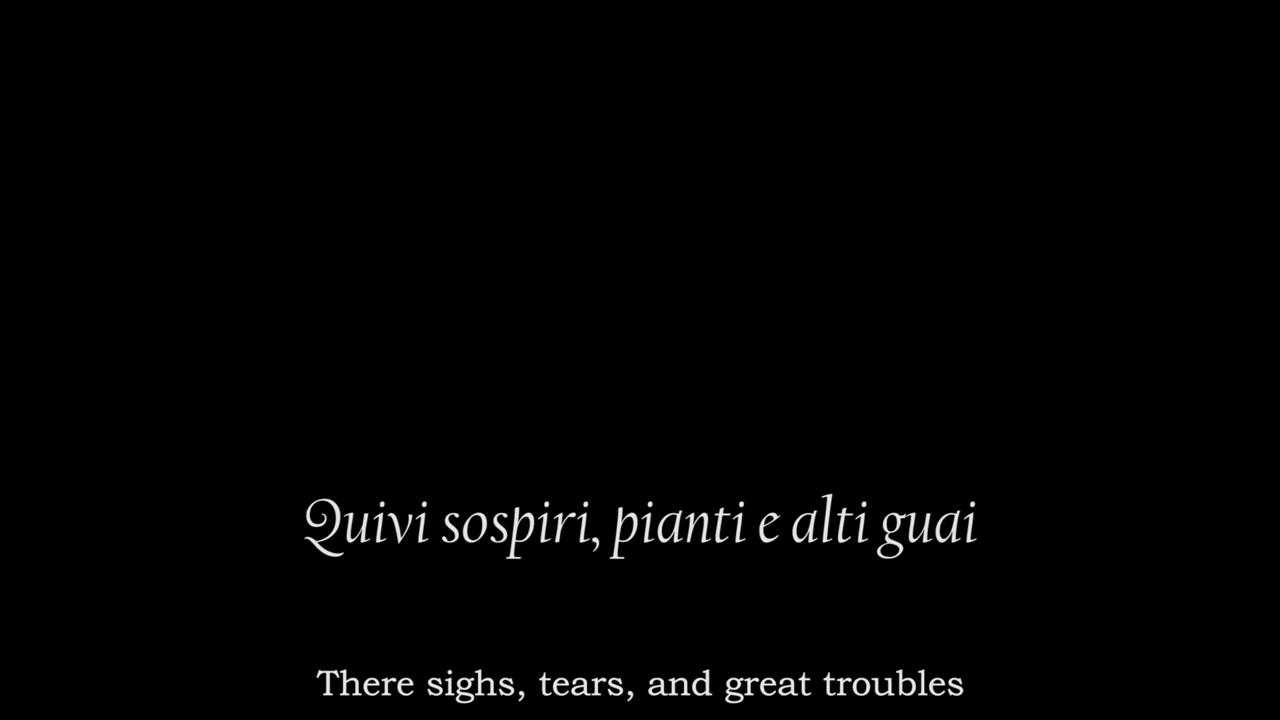 Quivi sospiri, pianti e alti guai
There sighs, tears, and great troubles